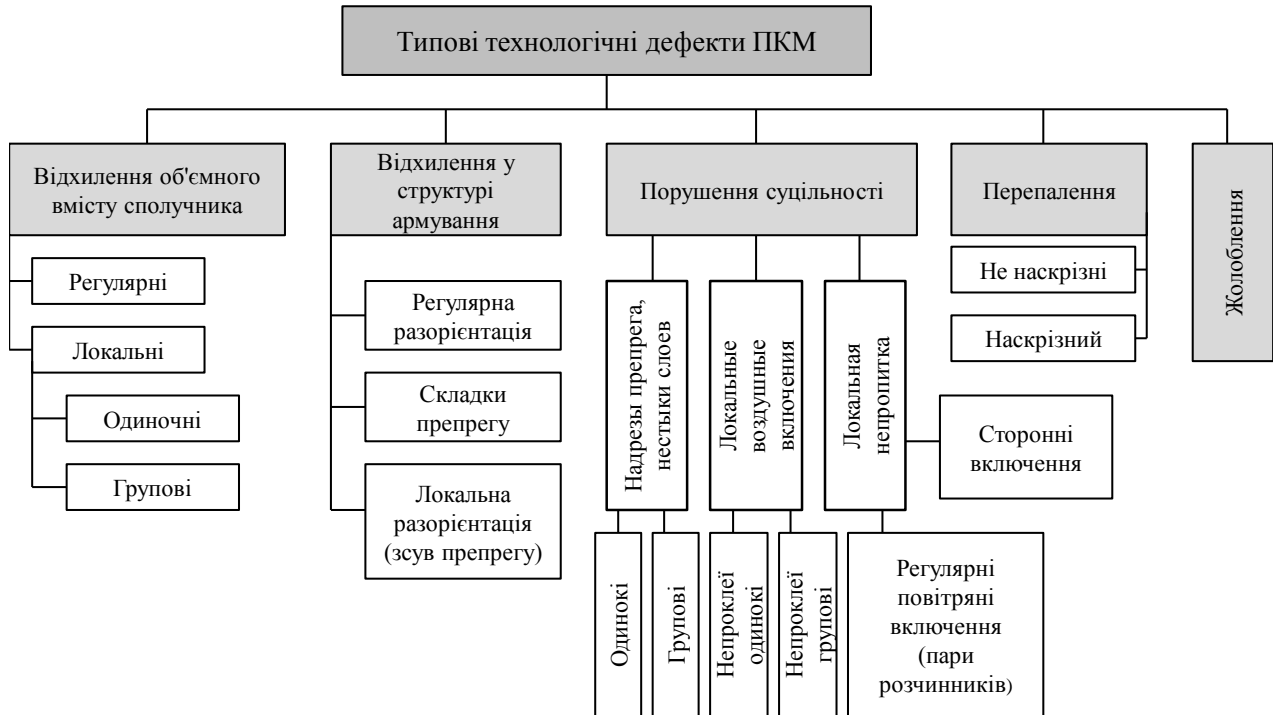 Типові технологічні дефекти ПКМ
Відхилення об'ємного
вмісту сполучника
Регулярні
Локальні
Одиночні
Групові
Відхилення у
структурі
армування
Регулярна
разорієнтація
Складки
препрегу
Локальна
разорієнтація
(зсув препрегу)
Порушення суцільності
Надрезы препрега,
нестыки слоев
Локальные
воздушные
включения
Локальная
непропитка
Сторонні
включення
Одинокі
Групові
Непроклеї
одинокі
Непроклеї
групові
Регулярні
повітряні
включення
(пари
розчинників)
Перепалення
Не наскрізні
Наскрізний
Жолоблення